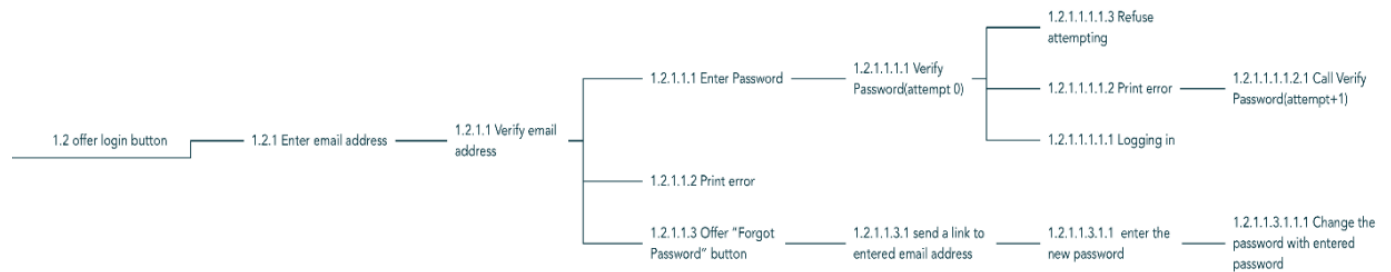 1.2 offer login button
1.2.1 Enter email address
1.2.1.1 Verify email
address
1.2.1.1.1 Enter Password
1.2.1.1.1.1 Verify
Password(attempt 0)
1.2.1.1.1.1.3 Refuse
attempting
1.2.1.1.1.1.2 Print error
1.2.1.1.1.1.2.1 Call Verify
Password(attempt+1)
1.2.1.1.1.1.1 Logging in
1.2.1.1.2 Print error
1.2.1.1.3 Offer “Forgot
Password” button
1.2.1.1.3.1 send a link to
entered email address
1.2.1.1.3.1.1 enter the
new password
1.2.1.1.3.1.1.1 Change the
password with entered
password